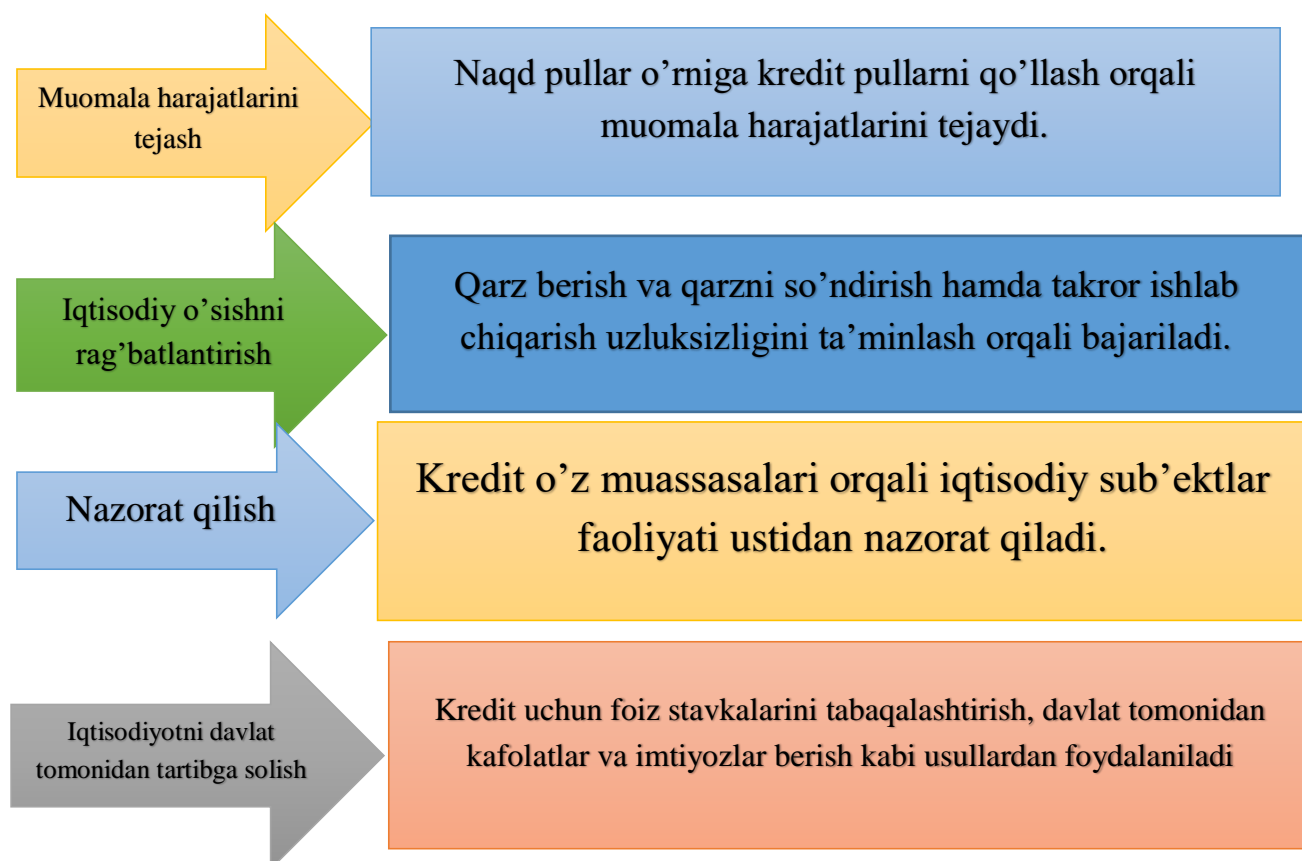 Muomala harajatlarini
tejash
Naqd pullar o’rniga kredit pullarni qo’llash orqali
muomala harajatlarini tejaydi.
Iqtisodiy o’sishni
rag’batlantirish
Qarz berish va qarzni so’ndirish hamda takror ishlab
chiqarish uzluksizligini ta’minlash orqali bajariladi.
Nazorat qilish
Kredit o’z muassasalari orqali iqtisodiy sub’ektlar
faoliyati ustidan nazorat qiladi.
Iqtisodiyotni davlat
tomonidan tartibga solish
Kredit uchun foiz stavkalarini tabaqalashtirish, davlat tomonidan
kafolatlar va imtiyozlar berish kabi usullardan foydalaniladi